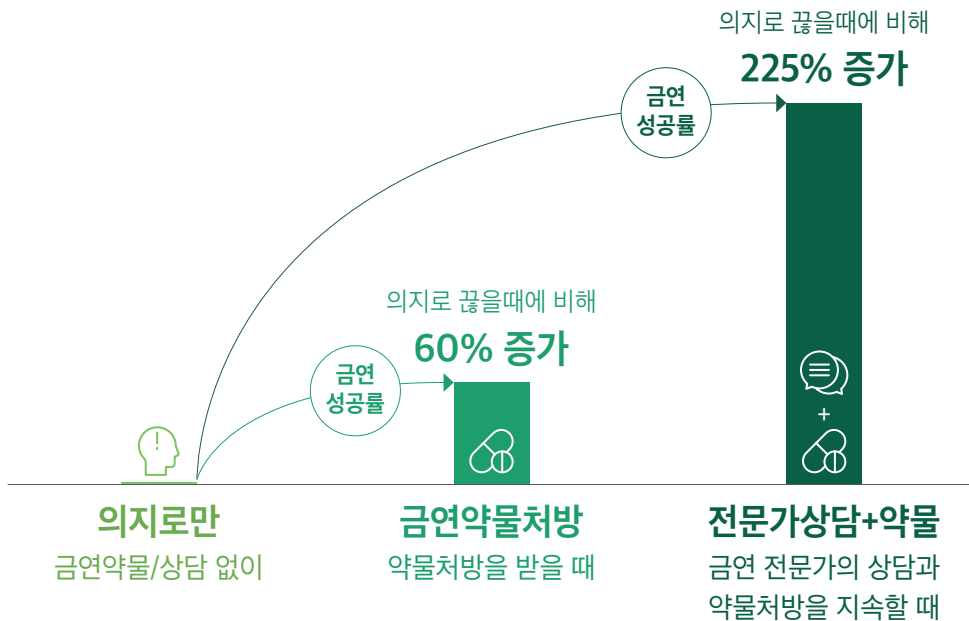 의지로 끊을때에 비해
225% 증가
금연
성공률
의지로 끊을때에 비해
60% 증가
금연
성공률
의지로만
금연약물/상담 없이
금연약물처방
약물처방을 받을 때
+
전문가상담+약물
금연 전문가의 상담과
약물처방을 지속할 때